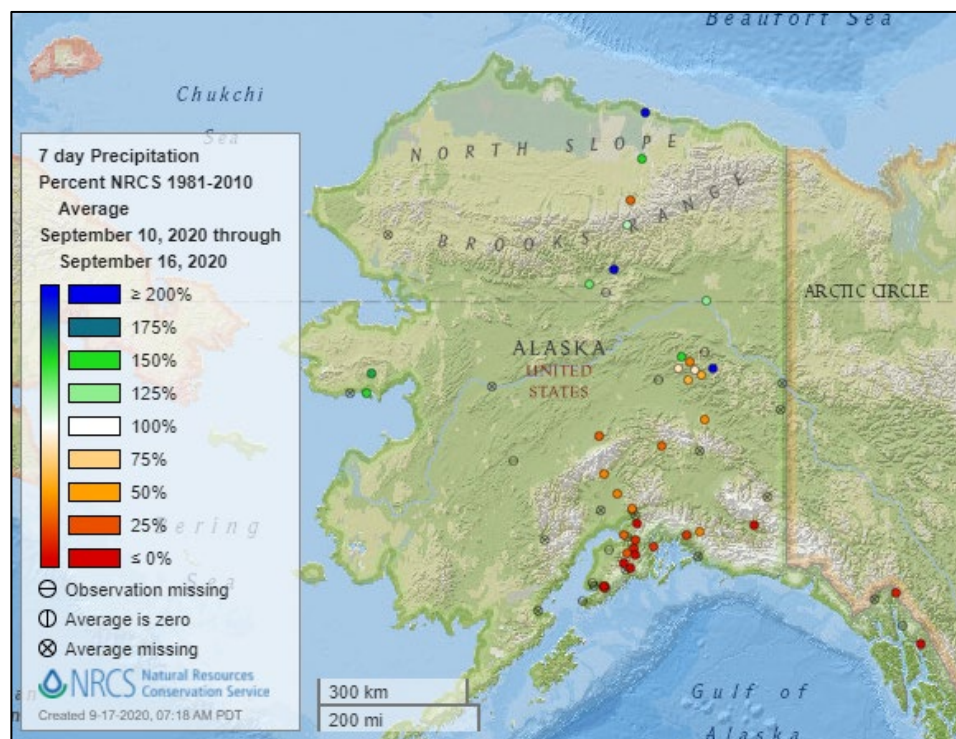 Beaufort Sea
Chukchi
Sea
NORTH SLOPE
BROOKS RANGE
ARCTIC CIRCLE
ALASKA
UNITED
STATES
Bering
Sea
Gulf of
Alaska
7 day Precipitation
Percent NRCS 1981-2010
Average
September 10, 2020 through
September 16, 2020
≥ 200%
175%
150%
125%
100%
75%
50%
25%
≤ 0%
Observation missing
Average is zero
Average missing
NRCS Natural Resources
Conservation Service
Created 9-17-2020, 07:18 AM PDT
300 km
200 mi